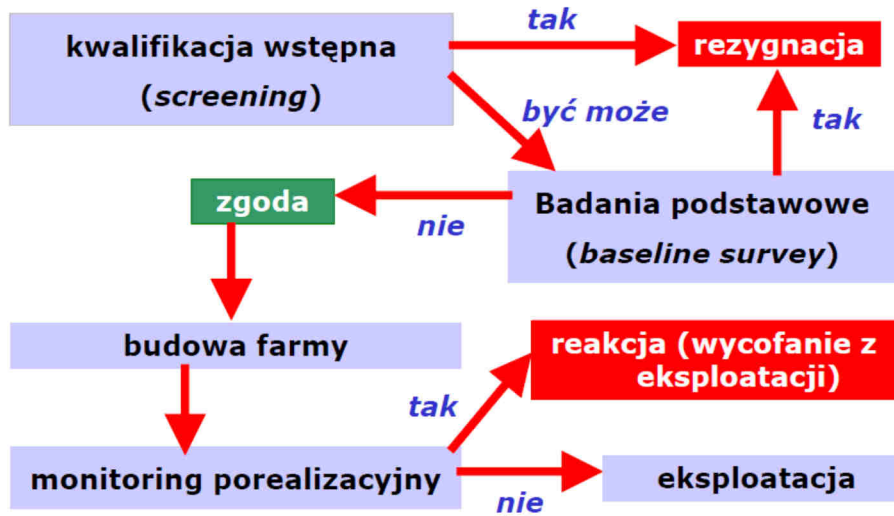 kwalifikacja wstępna
(screening)
tak
rezygnacja
być może
tak
zgoda
nie
Badania podstawowe
(baseline survey)
budowa farmy
reakcja (wycofanie z
eksploatacji)
tak
monitoring porealizacyjny
nie
eksploatacja